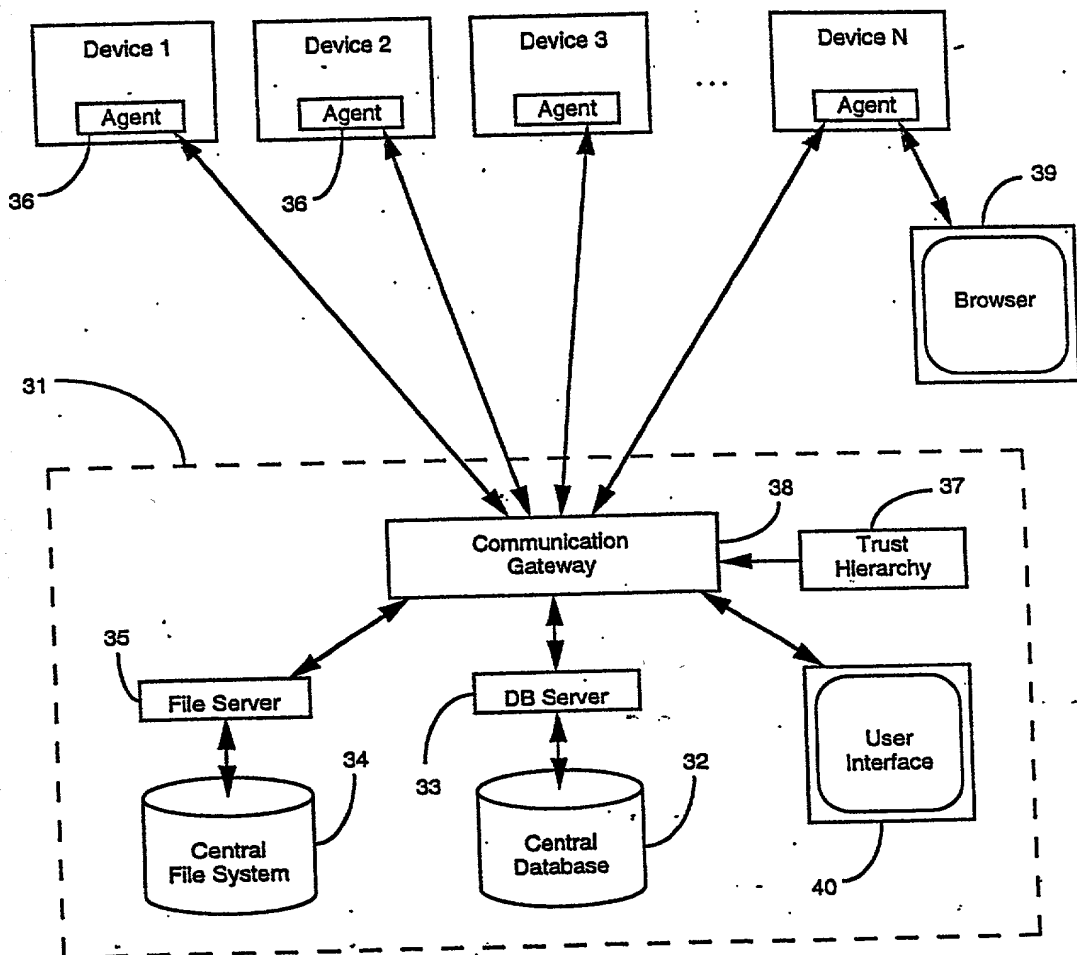 Device 1
Device 2
Device 3
Device N
...
Agent
Agent
Agent
Agent
36
36
39
Browser
31
38
37
Communication
Gateway
Trust
Hierarchy
35
File Server
DB Server
33
34
32
User
Interface
Central
File System
Central
Database
40